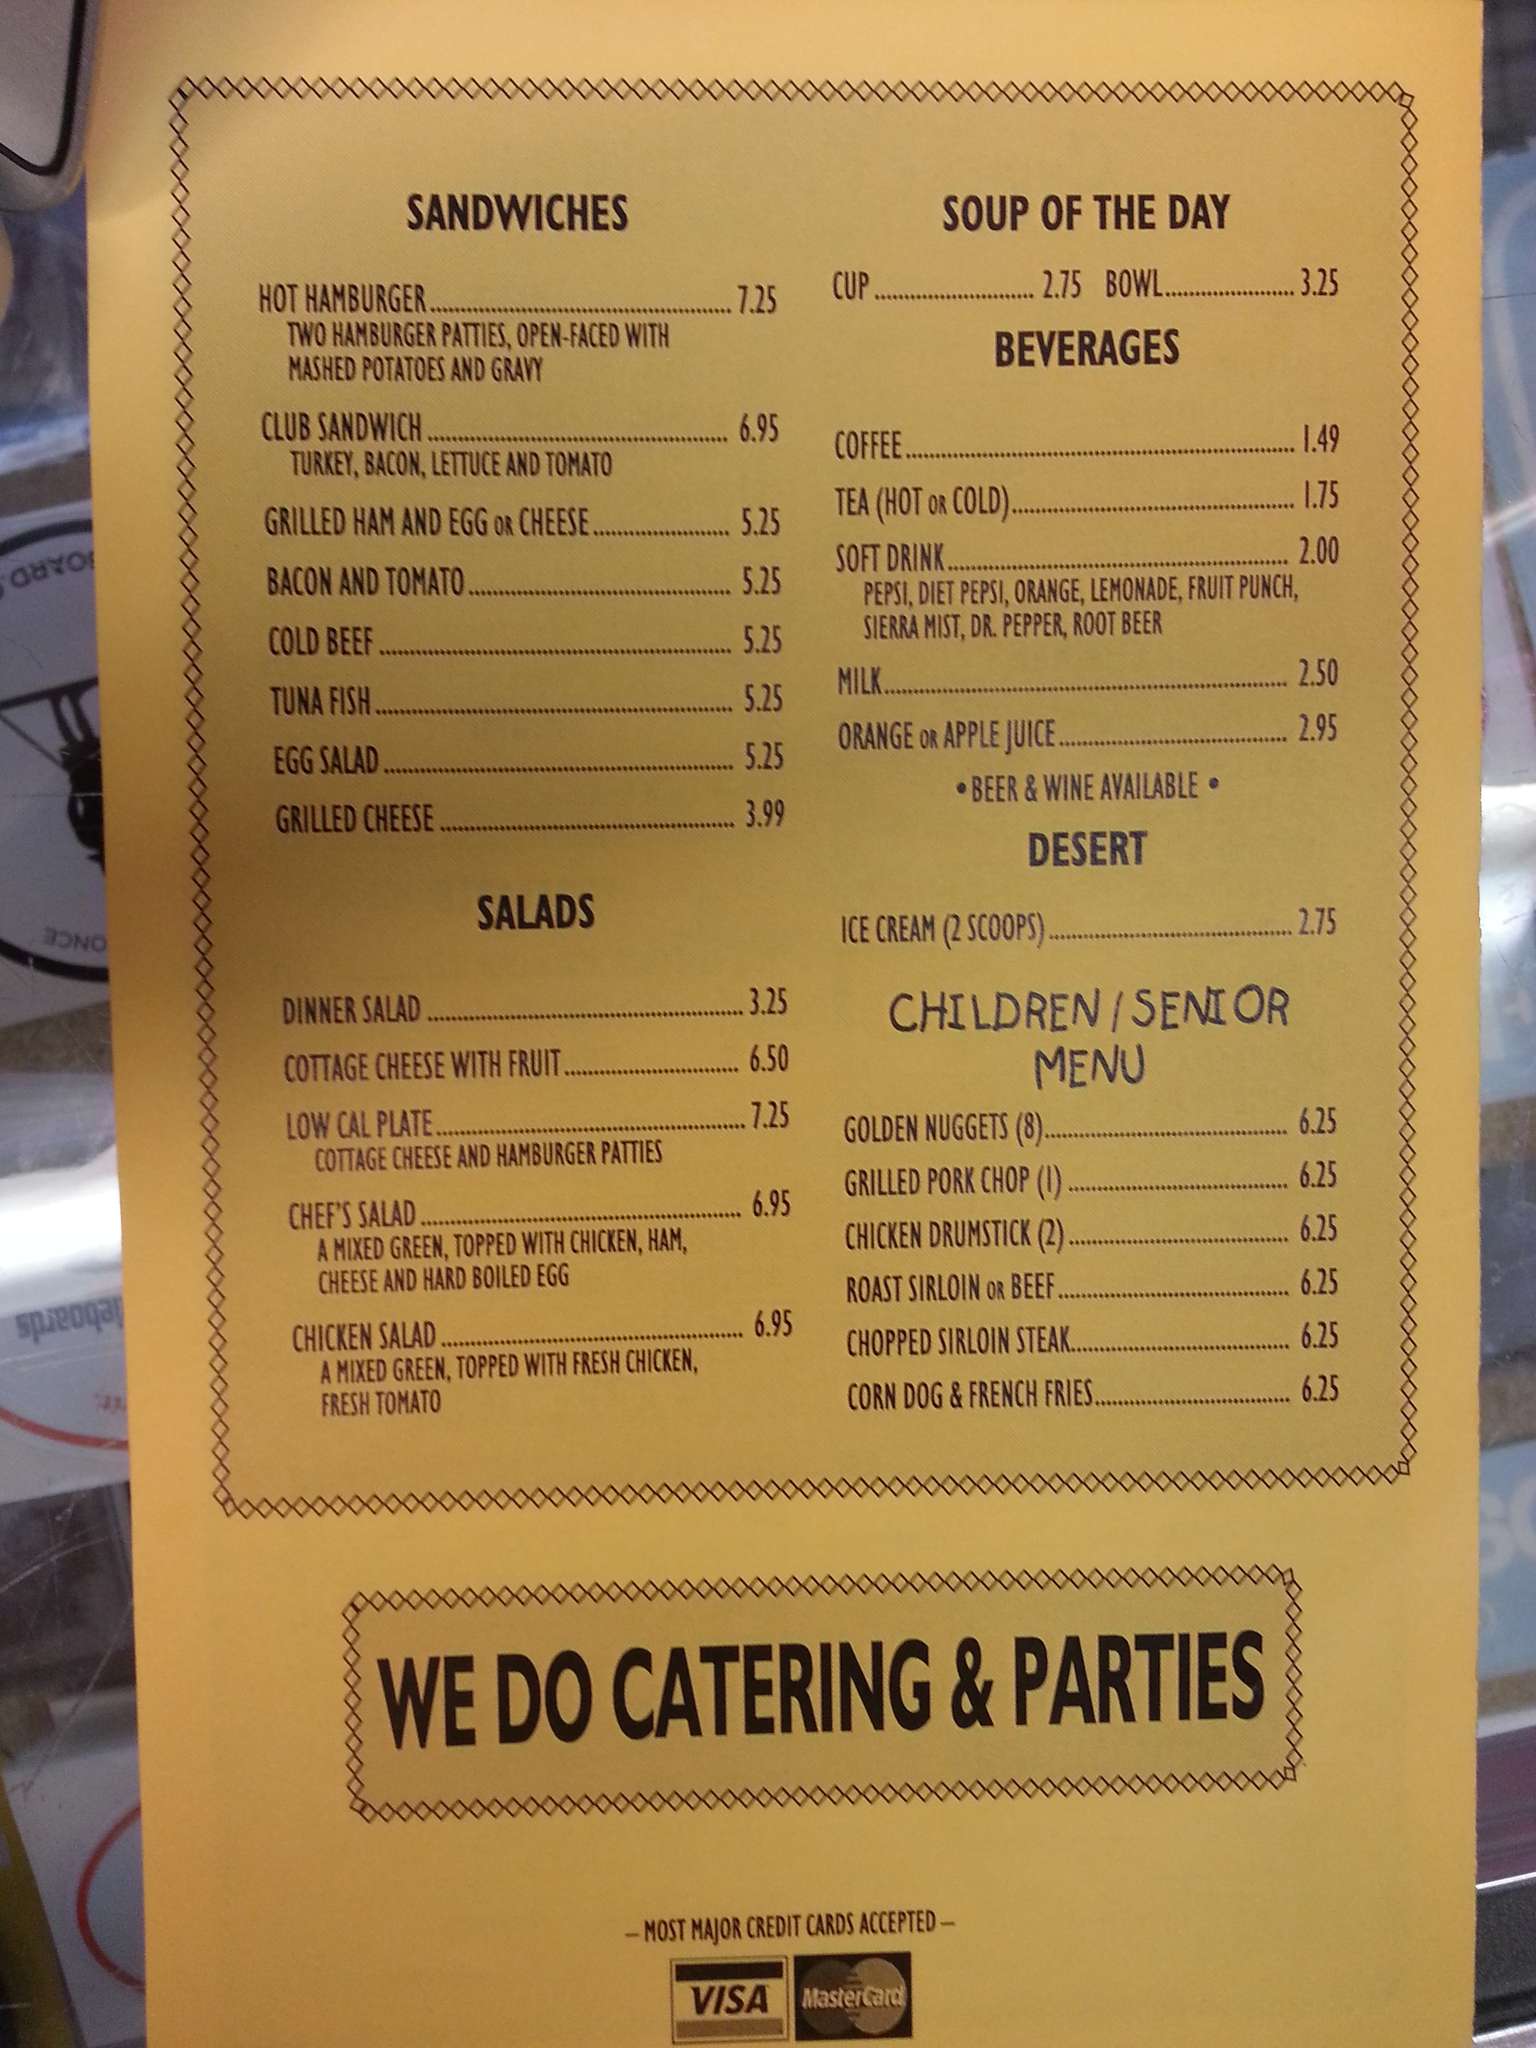 SANDWICHES
HOT HAMBURGER 7.25
TWO HAMBURGER PATTIES, OPEN-FACED WITH
MASHED POTATOES AND GRAVY
CLUB SANDWICH 6.95
TURKEY, BACON, LETTUCE AND TOMATO
GRILLED HAM AND EGG OR CHEESE 5.25
BACON AND TOMATO 5.25
COLD BEEF 5.25
TUNA FISH 5.25
EGG SALAD 5.25
GRILLED CHEESE 3.99
SALADS
DINNER SALAD 3.25
COTTAGE CHEESE WITH FRUIT 6.50
LOW CAL PLATE 7.25
COTTAGE CHEESE AND HAMBURGER PATTIES
CHEF'S SALAD 6.95
A MIXED GREEN, TOPPED WITH CHICKEN, HAM,
CHEESE AND HARD BOILED EGG
CHICKEN SALAD 6.95
A MIXED GREEN, TOPPED WITH FRESH CHICKEN,
FRESH TOMATO
SOUP OF THE DAY
CUP 2.75 BOWL 3.25
BEVERAGES
COFFEE 1.49
TEA (HOT OR COLD) 1.75
SOFT DRINK 2.00
PEPSI, DIET PEPSI, ORANGE, LEMONADE, FRUIT PUNCH,
SIERRA MIST, DR. PEPPER, ROOT BEER
MILK 2.50
ORANGE OR APPLE JUICE 2.95
• BEER & WINE AVAILABLE •
DESERT
ICE CREAM (2 SCOOPS) 2.75
CHILDREN / SENIOR
MENU
GOLDEN NUGGETS (8) 6.25
GRILLED PORK CHOP (1) 6.25
CHICKEN DRUMSTICK (2) 6.25
ROAST SIRLOIN OR BEEF 6.25
CHOPPED SIRLOIN STEAK 6.25
CORN DOG & FRENCH FRIES 6.25
WE DO CATERING & PARTIES
– MOST MAJOR CREDIT CARDS ACCEPTED –
VISA MasterCard